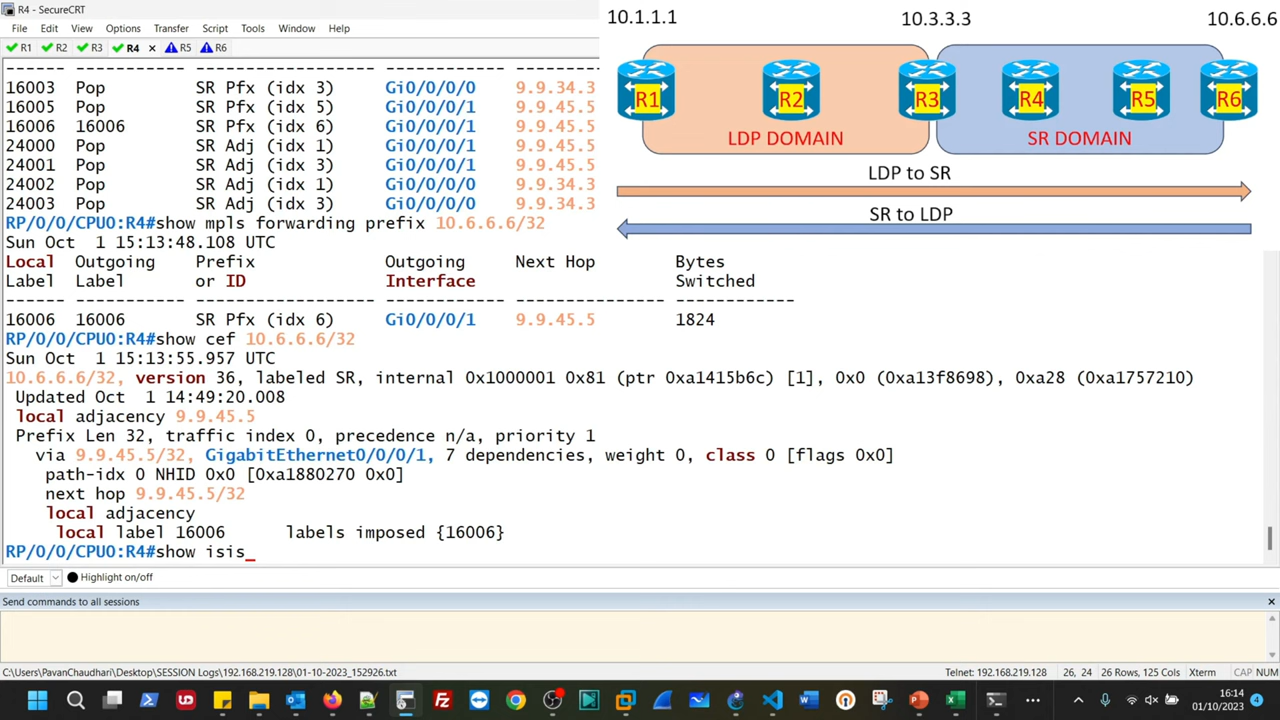 R4 - SecureCRT
File Edit View Options Transfer Script Tools Window Help
R1 R2 R3 R4 × R5 R6
------ ----------- ------------------ ------------ ---------------
16003 Pop SR Pfx (idx 3) Gi0/0/0/0 9.9.34.3
16005 Pop SR Pfx (idx 5) Gi0/0/0/1 9.9.45.5
16006 16006 SR Pfx (idx 6) Gi0/0/0/1 9.9.45.5
24000 Pop SR Adj (idx 1) Gi0/0/0/1 9.9.45.5
24001 Pop SR Adj (idx 3) Gi0/0/0/1 9.9.45.5
24002 Pop SR Adj (idx 1) Gi0/0/0/0 9.9.34.3
24003 Pop SR Adj (idx 3) Gi0/0/0/0 9.9.34.3
RP/0/0/CPU0:R4#show mpls forwarding prefix 10.6.6.6/32
Sun Oct 1 15:13:48.108 UTC
Local Outgoing Prefix Outgoing Next Hop Bytes
Label Label or ID Interface Switched
------ ----------- ------------------ ------------ --------------- ------------
16006 16006 SR Pfx (idx 6) Gi0/0/0/1 9.9.45.5 1824
RP/0/0/CPU0:R4#show cef 10.6.6.6/32
Sun Oct 1 15:13:55.957 UTC
10.6.6.6/32, version 36, labeled SR, internal 0x1000001 0x81 (ptr 0xa1415b6c) [1], 0x0 (0xa13f8698), 0xa28 (0xa1757210)
Updated Oct 1 14:49:20.008
local adjacency 9.9.45.5
Prefix Len 32, traffic index 0, precedence n/a, priority 1
via 9.9.45.5/32, GigabitEthernet0/0/0/1, 7 dependencies, weight 0, class 0 [flags 0x0]
path-idx 0 NHID 0x0 [0xa1880270 0x0]
next hop 9.9.45.5/32
local adjacency
local label 16006 labels imposed {16006}
RP/0/0/CPU0:R4#show isis_
10.1.1.1 10.3.3.3 10.6.6.6
R1 R2 R3 R4 R5 R6
LDP DOMAIN SR DOMAIN
LDP to SR
SR to LDP
Default Highlight on/off
Send commands to all sessions ×
C:\Users\PavanChaudhari\Desktop\SESSION Logs\192.168.219.128\01-10-2023_152926.txt Telnet: 192.168.219.128 26, 24 26 Rows, 125 Cols Xterm CAP NUM
16:14
01/10/2023
4